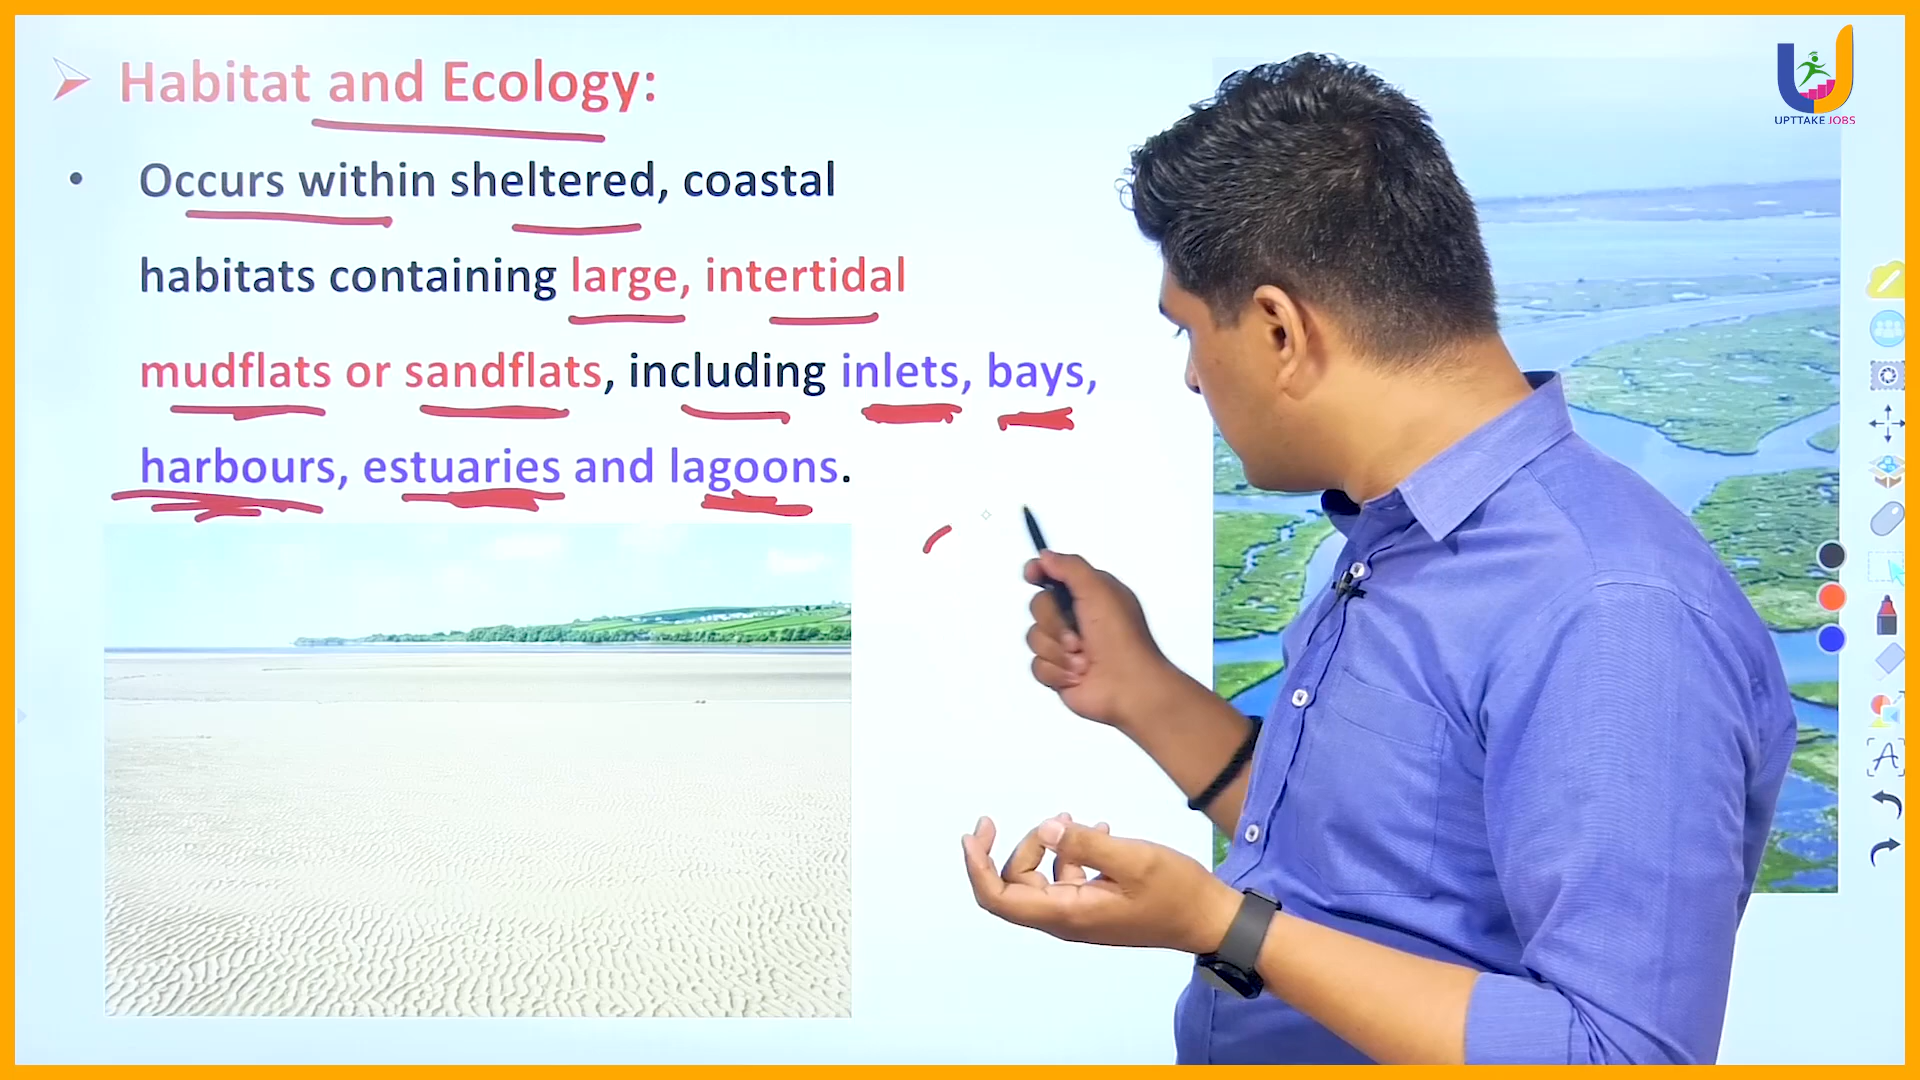 Habitat and Ecology:
• Occurs within sheltered, coastal
habitats containing large, intertidal
mudflats or sandflats, including inlets, bays,
harbours, estuaries and lagoons.
UPTTAKE JOBS
A